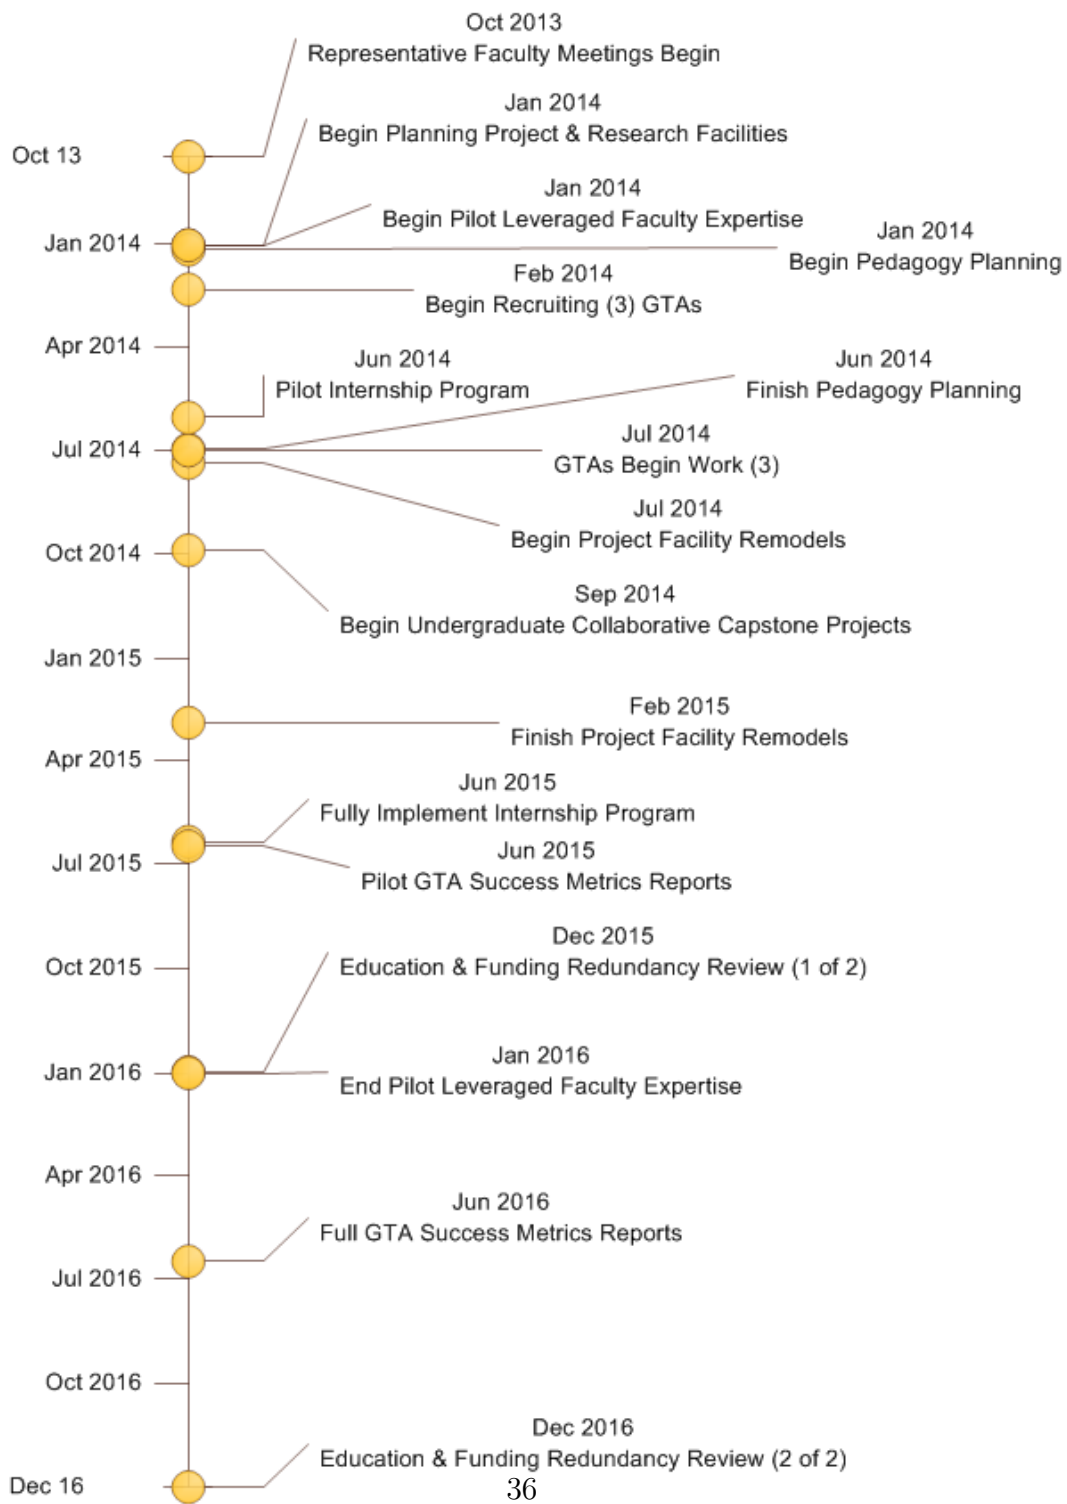 Oct 2013
Representative Faculty Meetings Begin
Jan 2014
Begin Planning Project & Research Facilities
Oct 13
Jan 2014
Begin Pilot Leveraged Faculty Expertise
Jan 2014
Jan 2014
Begin Pedagogy Planning
Feb 2014
Begin Recruiting (3) GTAs
Apr 2014
Jun 2014
Pilot Internship Program
Jun 2014
Finish Pedagogy Planning
Jul 2014
Jul 2014
GTAs Begin Work (3)
Jul 2014
Begin Project Facility Remodels
Oct 2014
Sep 2014
Begin Undergraduate Collaborative Capstone Projects
Jan 2015
Feb 2015
Finish Project Facility Remodels
Apr 2015
Jun 2015
Fully Implement Internship Program
Jul 2015
Jun 2015
Pilot GTA Success Metrics Reports
Dec 2015
Education & Funding Redundancy Review (1 of 2)
Oct 2015
Jan 2016
Jan 2016
End Pilot Leveraged Faculty Expertise
Apr 2016
Jun 2016
Full GTA Success Metrics Reports
Jul 2016
Oct 2016
Dec 2016
Education & Funding Redundancy Review (2 of 2)
Dec 16
36